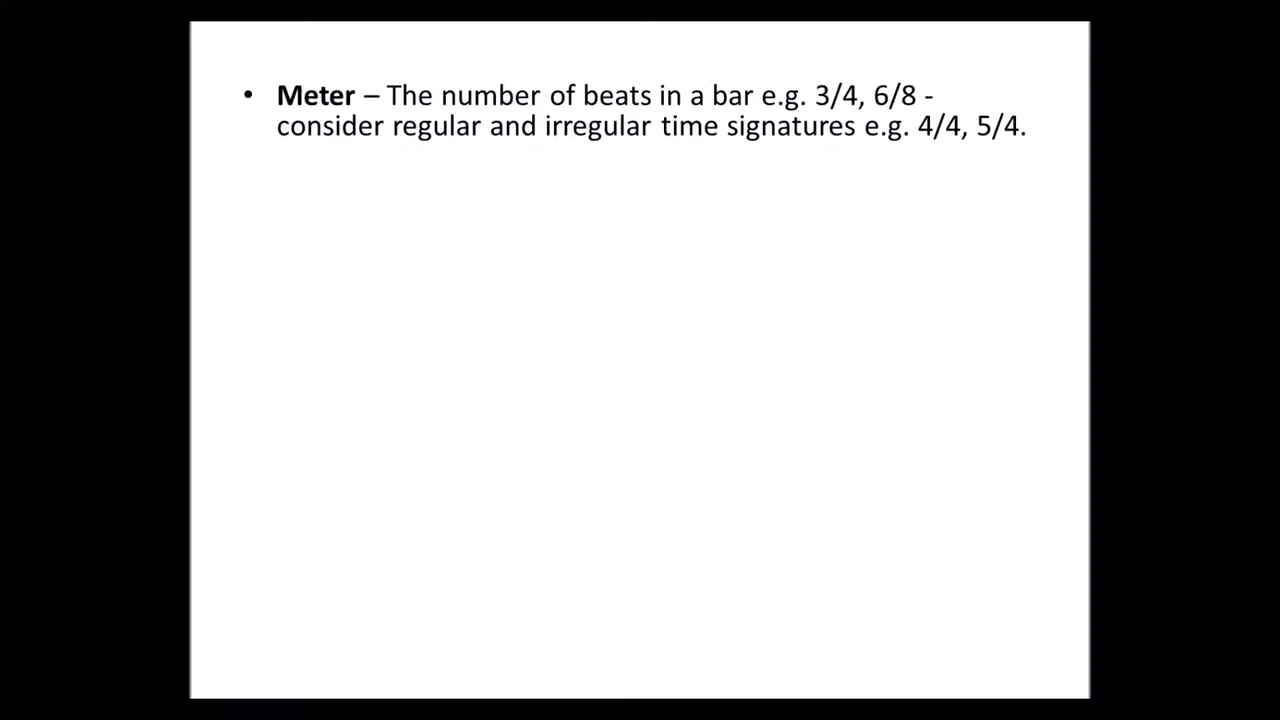 • Meter – The number of beats in a bar e.g. 3/4, 6/8 -
consider regular and irregular time signatures e.g. 4/4, 5/4.